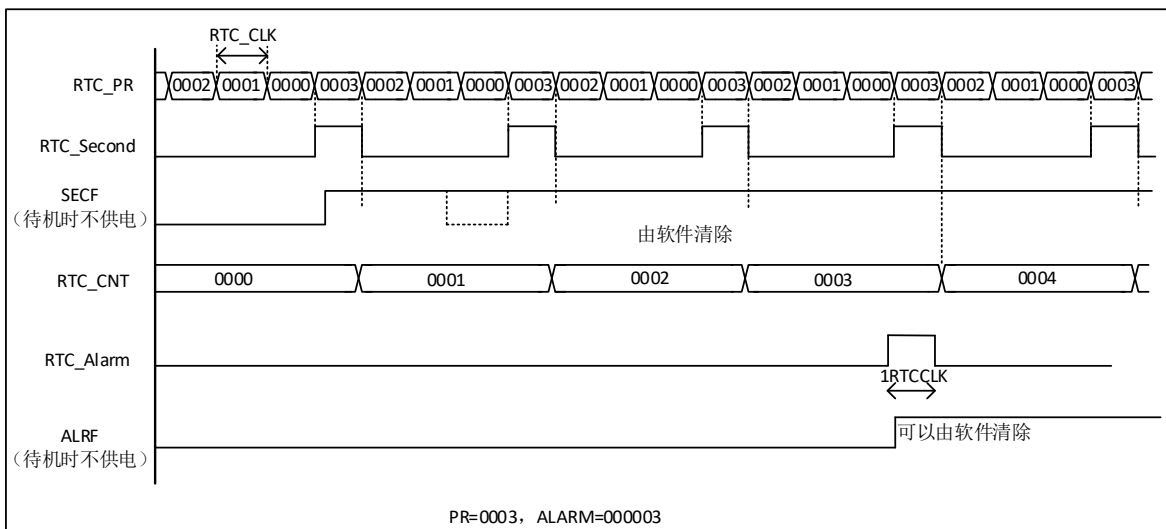 RTC_CLK
RTC_PR 0002 0001 0000 0003 0002 0001 0000 0003 0002 0001 0000 0003 0002 0001 0000 0003 0002 0001 0000 0003
RTC_Second
SECF
（待机时不供电）
由软件清除
RTC_CNT 0000 0001 0002 0003 0004
RTC_Alarm
1RTCCLK
ALRF
可以由软件清除
（待机时不供电）
PR=0003，ALARM=000003